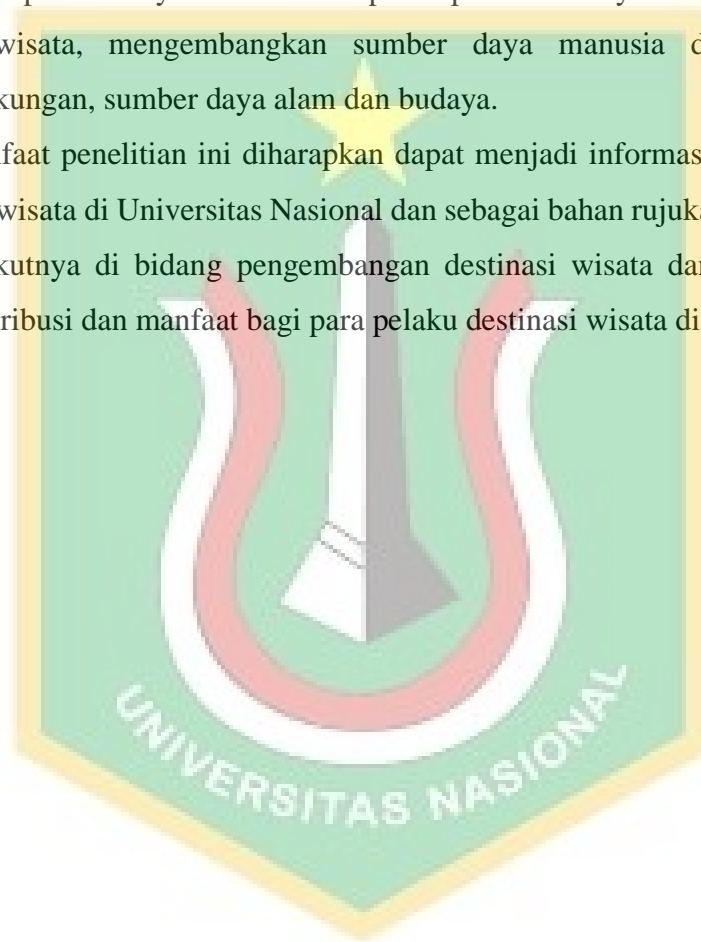 wisata, mengembangkan sumber daya manusia d
kungan, sumber daya alam dan budaya.
faat penelitian ini diharapkan dapat menjadi informas
wisata di Universitas Nasional dan sebagai bahan rujuka
kutnya di bidang pengembangan destinasi wisata dan
ribusi dan manfaat bagi para pelaku destinasi wisata di
UNIVERSITAS NASIONAL